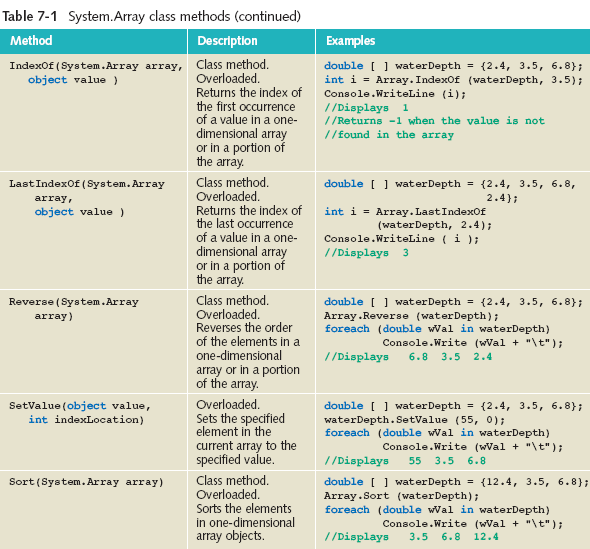 Table 7-1 System.Array class methods (continued)
Method Description Examples
IndexOf(System.Array array,
object value )
Class method.
Overloaded.
Returns the index of
the first occurrence
of a value in a one-
dimensional array
or in a portion of
the array.
double [ ] waterDepth = {2.4, 3.5, 6.8};
int i = Array.IndexOf (waterDepth, 3.5);
Console.WriteLine (i);
//Displays 1
//Returns -1 when the value is not
//found in the array
LastIndexOf(System.Array
array,
object value )
Class method.
Overloaded.
Returns the index of
the last occurrence
of a value in a one-
dimensional array
or in a portion of
the array.
double [ ] waterDepth = {2.4, 3.5, 6.8,
2.4};
int i = Array.LastIndexOf
(waterDepth, 2.4);
Console.WriteLine ( i );
//Displays 3
Reverse(System.Array
array)
Class method.
Overloaded.
Reverses the order
of the elements in a
one-dimensional
array or in a portion
of the array.
double [ ] waterDepth = {2.4, 3.5, 6.8};
Array.Reverse (waterDepth);
foreach (double wVal in waterDepth)
Console.Write (wVal + "\t");
//Displays 6.8 3.5 2.4
SetValue(object value,
int indexLocation)
Overloaded.
Sets the specified
element in the
current array to the
specified value.
double [ ] waterDepth = {2.4, 3.5, 6.8};
waterDepth.SetValue (55, 0);
foreach (double wVal in waterDepth)
Console.Write (wVal + "\t");
//Displays 55 3.5 6.8
Sort(System.Array array)
Class method.
Overloaded.
Sorts the elements
in one-dimensional
array objects.
double [ ] waterDepth = {12.4, 3.5, 6.8};
Array.Sort (waterDepth);
foreach (double wVal in waterDepth)
Console.Write (wVal + "\t");
//Displays 3.5 6.8 12.4